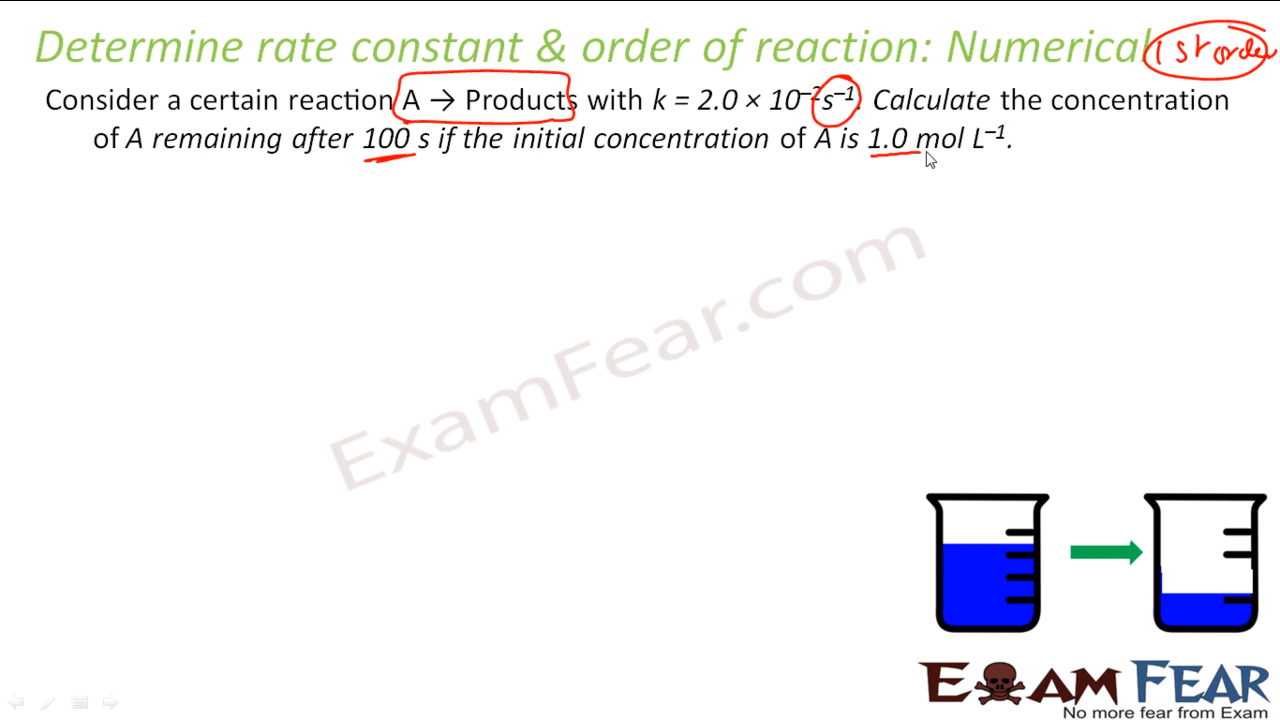 Determine rate constant & order of reaction: Numerical 1st order
Consider a certain reaction A → Products with k = 2.0 × 10⁻² s⁻¹. Calculate the concentration
of A remaining after 100 s if the initial concentration of A is 1.0 mol L⁻¹.
ExamFear.com
EXAM FEAR
No more fear from Exam